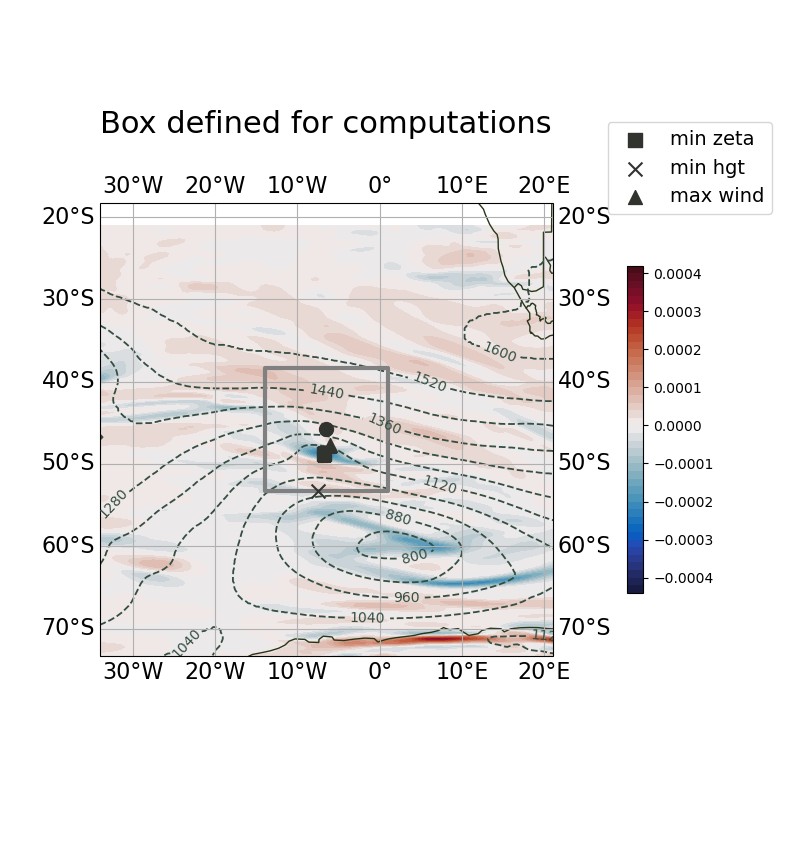 Box defined for computations
min zeta
min hgt
max wind
30°W 20°W 10°W 0° 10°E 20°E
20°S 20°S
30°S 30°S
40°S 40°S
50°S 50°S
60°S 60°S
70°S 70°S
30°W 20°W 10°W 0° 10°E 20°E
1600
1520
1440
1360
1280
1120
880
800
960
1040
1040
0.0004
0.0003
0.0002
0.0001
0.0000
−0.0001
−0.0002
−0.0003
−0.0004